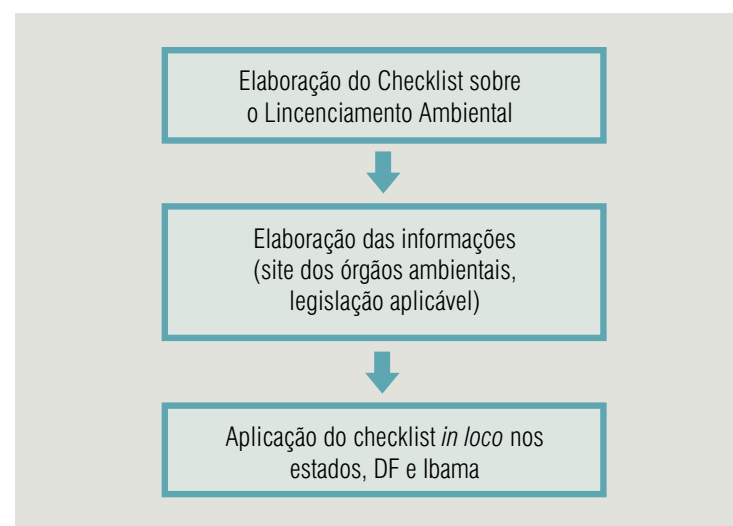 Elaboração do Checklist sobre
o Lincenciamento Ambiental
Elaboração das informações
(site dos órgãos ambientais,
legislação aplicável)
Aplicação do checklist in loco nos
estados, DF e Ibama